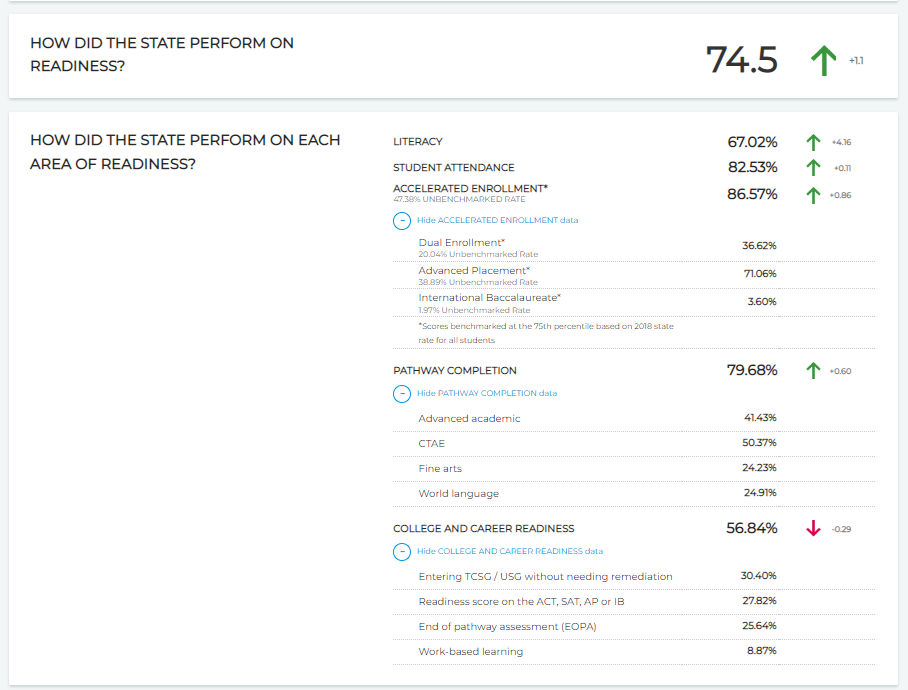 HOW DID THE STATE PERFORM ON
READINESS?
74.5
+1.1
HOW DID THE STATE PERFORM ON EACH
AREA OF READINESS?
LITERACY 67.02% +4.16
STUDENT ATTENDANCE 82.53% +0.11
ACCELERATED ENROLLMENT* 86.57% +0.86
47.38% UNBENCHMARKED RATE
Hide ACCELERATED ENROLLMENT data
Dual Enrollment* 36.62%
20.04% Unbenchmarked Rate
Advanced Placement* 71.06%
38.89% Unbenchmarked Rate
International Baccalaureate* 3.60%
1.97% Unbenchmarked Rate
*Scores benchmarked at the 75th percentile based on 2018 state
rate for all students
PATHWAY COMPLETION 79.68% +0.60
Hide PATHWAY COMPLETION data
Advanced academic 41.43%
CTAE 50.37%
Fine arts 24.23%
World language 24.91%
COLLEGE AND CAREER READINESS 56.84% -0.29
Hide COLLEGE AND CAREER READINESS data
Entering TCSG / USG without needing remediation 30.40%
Readiness score on the ACT, SAT, AP or IB 27.82%
End of pathway assessment (EOPA) 25.64%
Work-based learning 8.87%